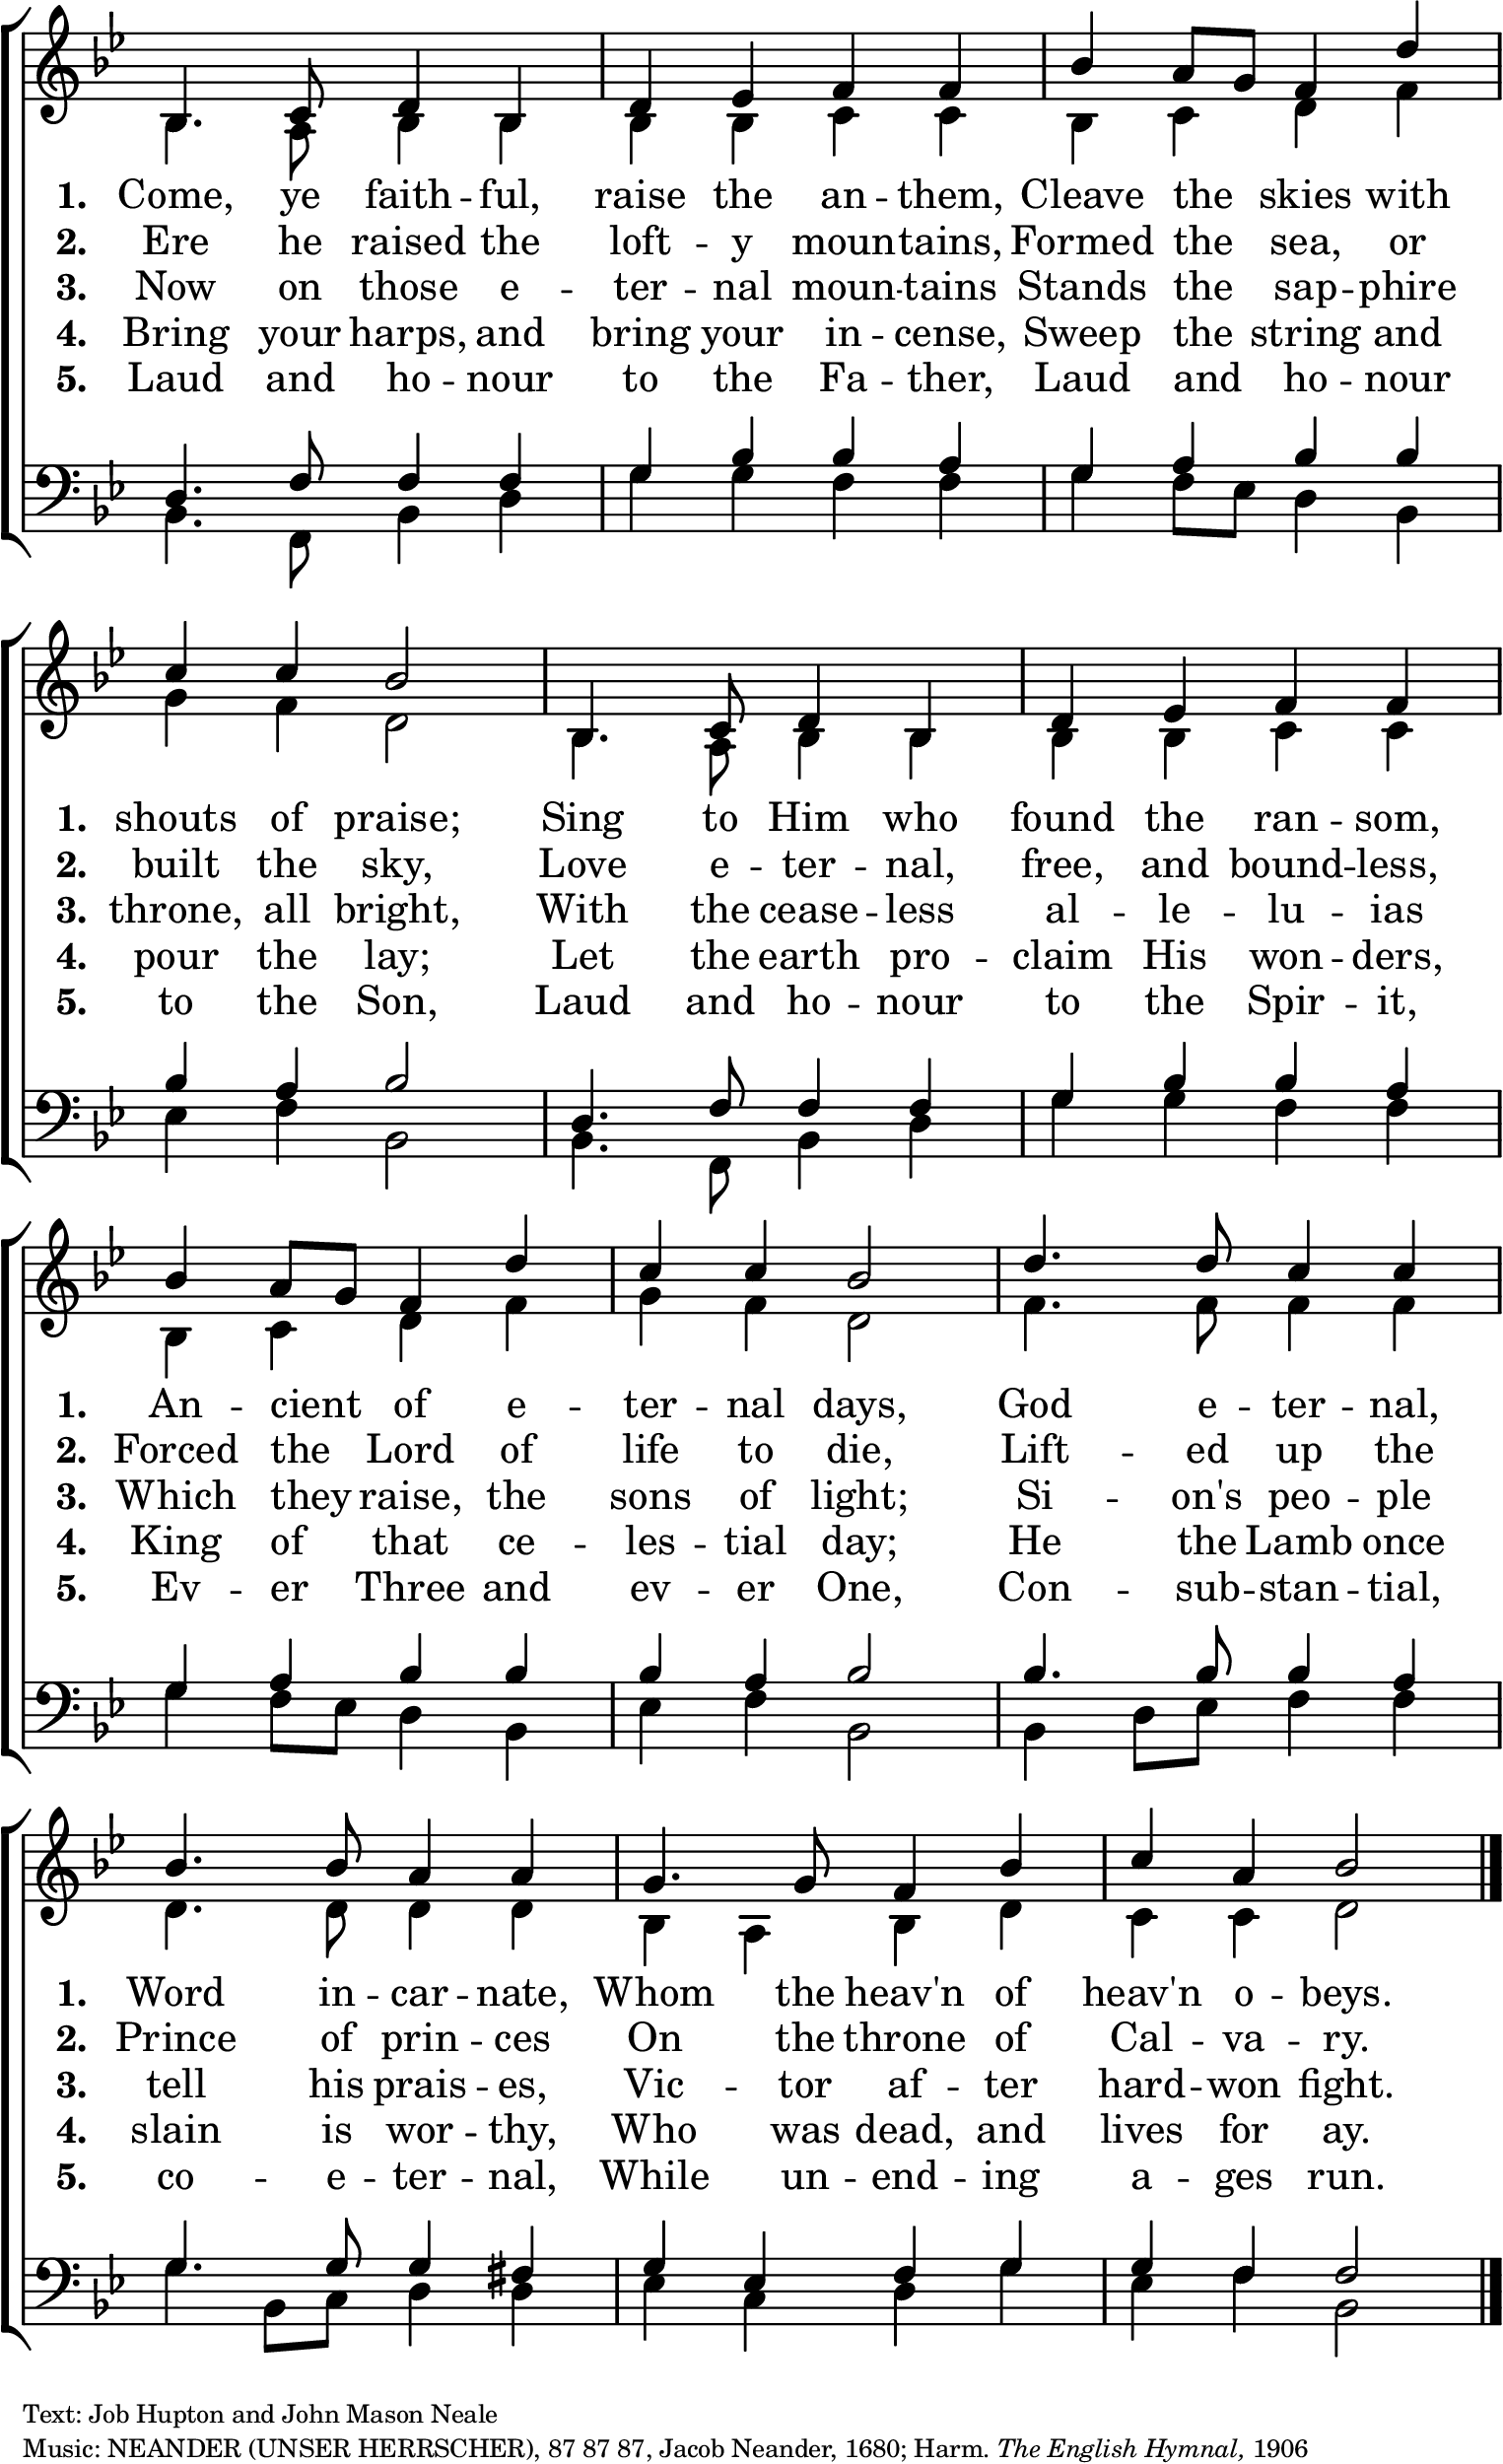 1. Come, ye faith -- ful, raise the an -- them, Cleave the skies with
2. Ere he raised the loft -- y moun -- tains, Formed the sea, or
3. Now on those e -- ter -- nal moun -- tains Stands the sap -- phire
4. Bring your harps, and bring your in -- cense, Sweep the string and
5. Laud and ho -- nour to the Fa -- ther, Laud and ho -- nour
1. shouts of praise; Sing to Him who found the ran -- som,
2. built the sky, Love e -- ter -- nal, free, and bound -- less,
3. throne, all bright, With the cease -- less al -- le -- lu -- ias
4. pour the lay; Let the earth pro -- claim His won -- ders,
5. to the Son, Laud and ho -- nour to the Spir -- it,
1. An -- cient of e -- ter -- nal days, God e -- ter -- nal,
2. Forced the Lord of life to die, Lift -- ed up the
3. Which they raise, the sons of light; Si -- on's peo -- ple
4. King of that ce -- les -- tial day; He the Lamb once
5. Ev -- er Three and ev -- er One, Con -- sub -- stan -- tial,
1. Word in -- car -- nate, Whom the heav'n of heav'n o -- beys.
2. Prince of prin -- ces On the throne of Cal -- va -- ry.
3. tell his prais -- es, Vic -- tor af -- ter hard -- won fight.
4. slain is wor -- thy, Who was dead, and lives for ay.
5. co -- e -- ter -- nal, While un -- end -- ing a -- ges run.
Text: Job Hupton and John Mason Neale
Music: NEANDER (UNSER HERRSCHER), 87 87 87, Jacob Neander, 1680; Harm. The English Hymnal, 1906